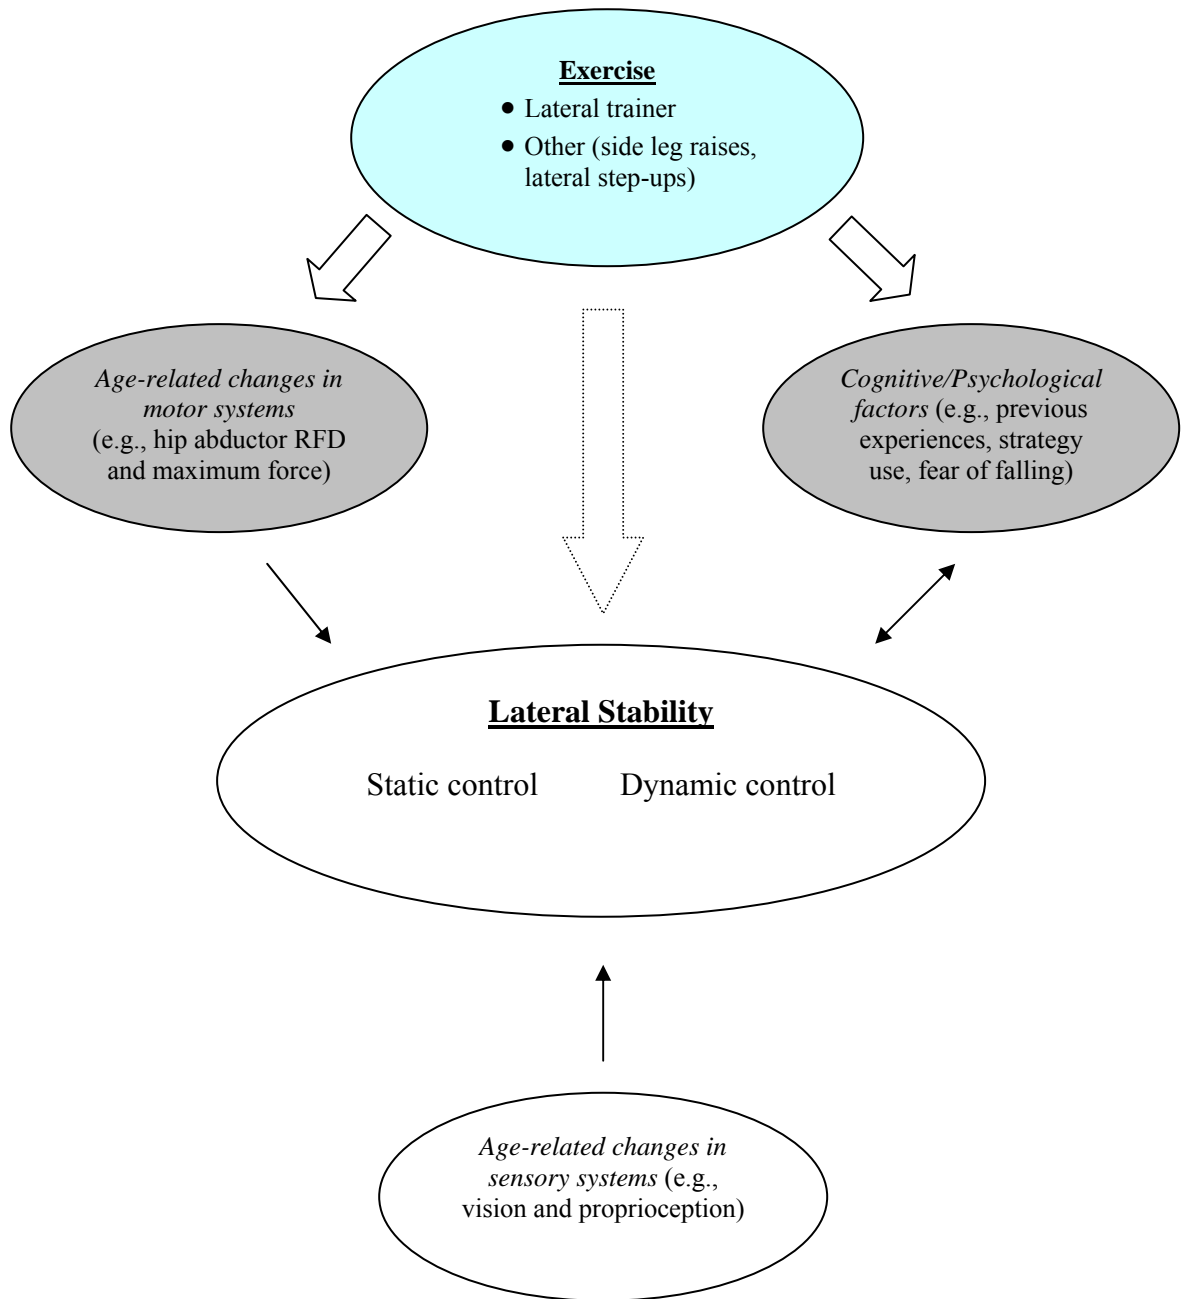 Exercise
• Lateral trainer
• Other (side leg raises,
lateral step-ups)
Age-related changes in
motor systems
(e.g., hip abductor RFD
and maximum force)
Cognitive/Psychological
factors (e.g., previous
experiences, strategy
use, fear of falling)
Lateral Stability
Static control Dynamic control
Age-related changes in
sensory systems (e.g.,
vision and proprioception)